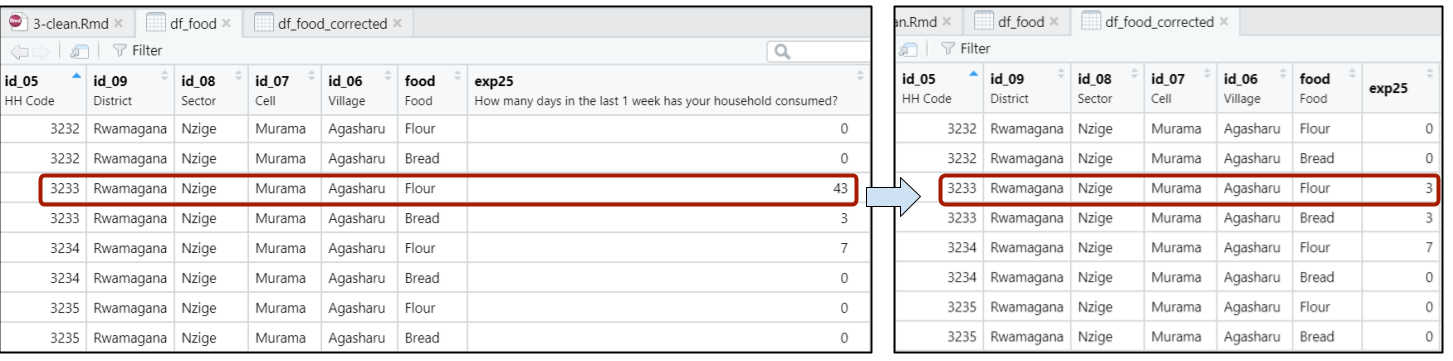 3-clean.Rmd × df_food × df_food_corrected ×
Filter
id_05 id_09 id_08 id_07 id_06 food exp25
HH Code District Sector Cell Village Food How many days in the last 1 week has your household consumed?
3232 Rwamagana Nzige Murama Agasharu Flour 0
3232 Rwamagana Nzige Murama Agasharu Bread 0
3233 Rwamagana Nzige Murama Agasharu Flour 43
3233 Rwamagana Nzige Murama Agasharu Bread 3
3234 Rwamagana Nzige Murama Agasharu Flour 7
3234 Rwamagana Nzige Murama Agasharu Bread 0
3235 Rwamagana Nzige Murama Agasharu Flour 0
3235 Rwamagana Nzige Murama Agasharu Bread 0
an.Rmd × df_food × df_food_corrected ×
Filter
id_05 id_09 id_08 id_07 id_06 food exp25
HH Code District Sector Cell Village Food
3232 Rwamagana Nzige Murama Agasharu Flour 0
3232 Rwamagana Nzige Murama Agasharu Bread 0
3233 Rwamagana Nzige Murama Agasharu Flour 3
3233 Rwamagana Nzige Murama Agasharu Bread 3
3234 Rwamagana Nzige Murama Agasharu Flour 7
3234 Rwamagana Nzige Murama Agasharu Bread 0
3235 Rwamagana Nzige Murama Agasharu Flour 0
3235 Rwamagana Nzige Murama Agasharu Bread 0